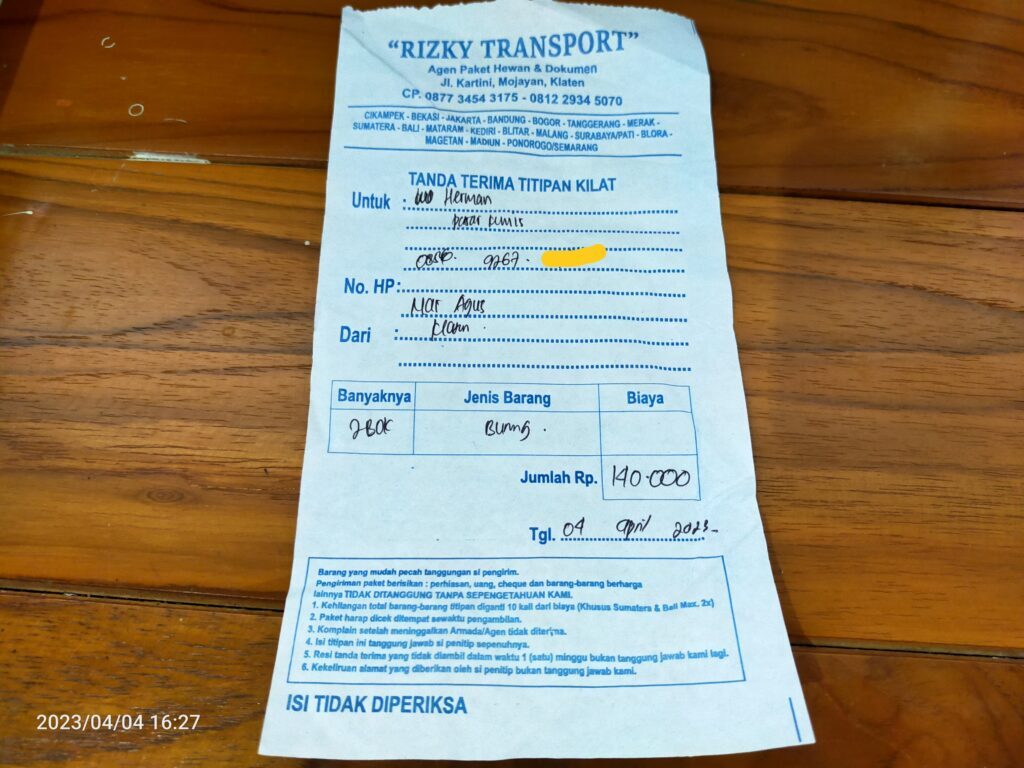 “RIZKY TRANSPORT”
Agen Paket Hewan & Dokumen
Jl. Kartini, Mojayan, Klaten
CP. 0877 3454 3175 - 0812 2934 5070
CIKAMPEK - BEKASI - JAKARTA - BANDUNG - BOGOR - TANGGERANG - MERAK -
SUMATERA - BALI - MATARAM - KEDIRI - BLITAR - MALANG - SURABAYA/PATI - BLORA -
MAGETAN - MADIUN - PONOROGO/SEMARANG
TANDA TERIMA TITIPAN KILAT
Untuk : Herman
pasar kemis
9267.
No. HP:
Mar Agus
Dari :
Banyaknya Jenis Barang Biaya
2 BOK Burung.
Jumlah Rp. 140.000
Tgl. 04 april 2023-
Barang yang mudah pecah tanggungan si pengirim.
Pengiriman paket berisikan : perhiasan, uang, cheque dan barang-barang berharga
lainnya TIDAK DITANGGUNG TANPA SEPENGETAHUAN KAMI.
1. Kehilangan total barang-barang titipan diganti 10 kali dari biaya (Khusus Sumatera & Bali Max. 2x)
2. Paket harap dicek ditempat sewaktu pengambilan.
3. Komplain setelah meninggalkan Armada/Agen tidak diterima.
4. Isi titipan ini tanggung jawab si penitip sepenuhnya.
5. Resi tanda terima yang tidak diambil dalam waktu 1 (satu) minggu bukan tanggung jawab kami lagi.
6. Kekeliruan alamat yang diberikan oleh si penitip bukan tanggung jawab kami.
ISI TIDAK DIPERIKSA
2023/04/04 16:27